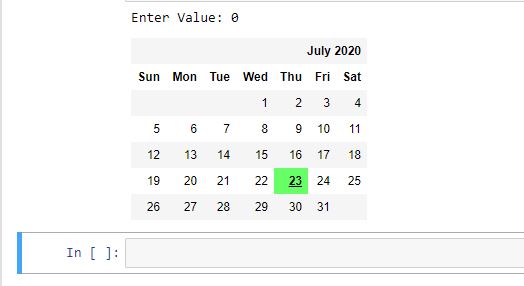 Enter Value: 0
July 2020
Sun Mon Tue Wed Thu Fri Sat
1 2 3 4
5 6 7 8 9 10 11
12 13 14 15 16 17 18
19 20 21 22 23 24 25
26 27 28 29 30 31
In [ ]: